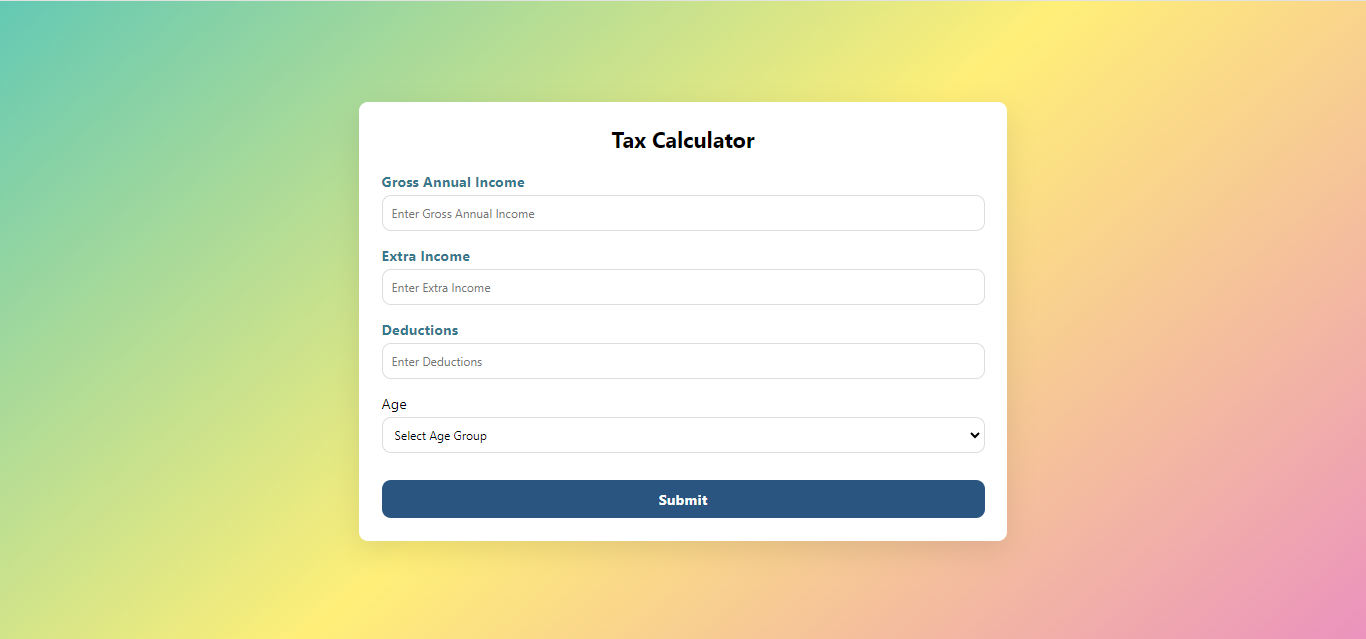 Tax Calculator
Gross Annual Income
Enter Gross Annual Income
Extra Income
Enter Extra Income
Deductions
Enter Deductions
Age
Select Age Group
Submit